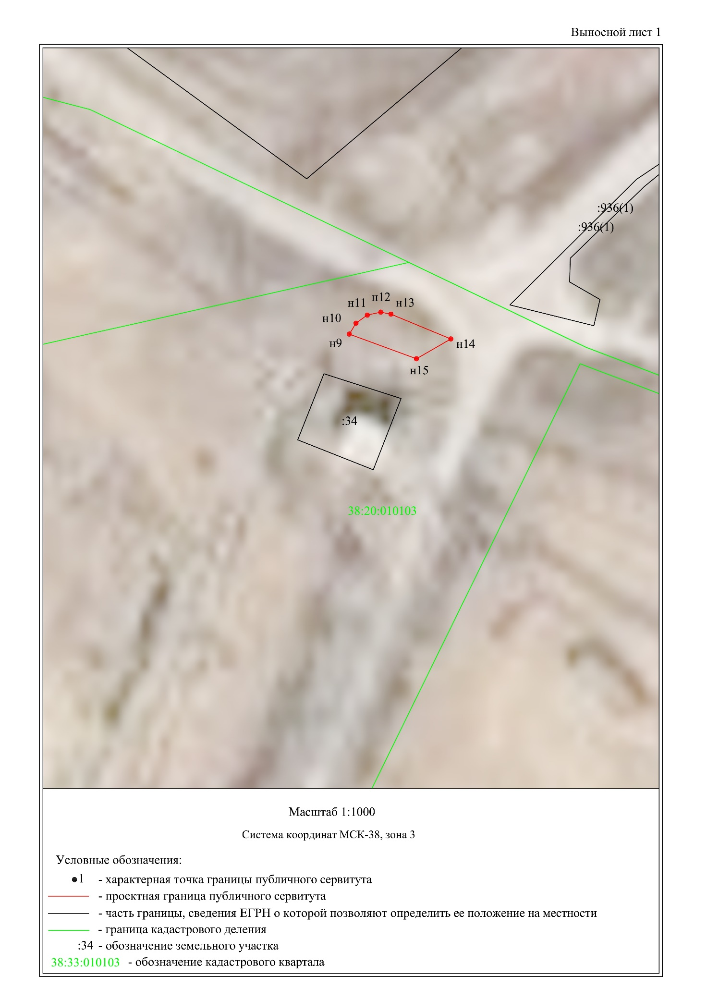 Выносной лист 1
:936(1)
:936(1)
н12
н11
н13
н10
н9
н14
н15
:34
38:20:010103
Масштаб 1:1000
Система координат МСК-38, зона 3
Условные обозначения:
1 - характерная точка границы публичного сервитута
- проектная граница публичного сервитута
- часть границы, сведения ЕГРН о которой позволяют определить ее положение на местности
- граница кадастрового деления
:34 - обозначение земельного участка
38:33:010103 - обозначение кадастрового квартала